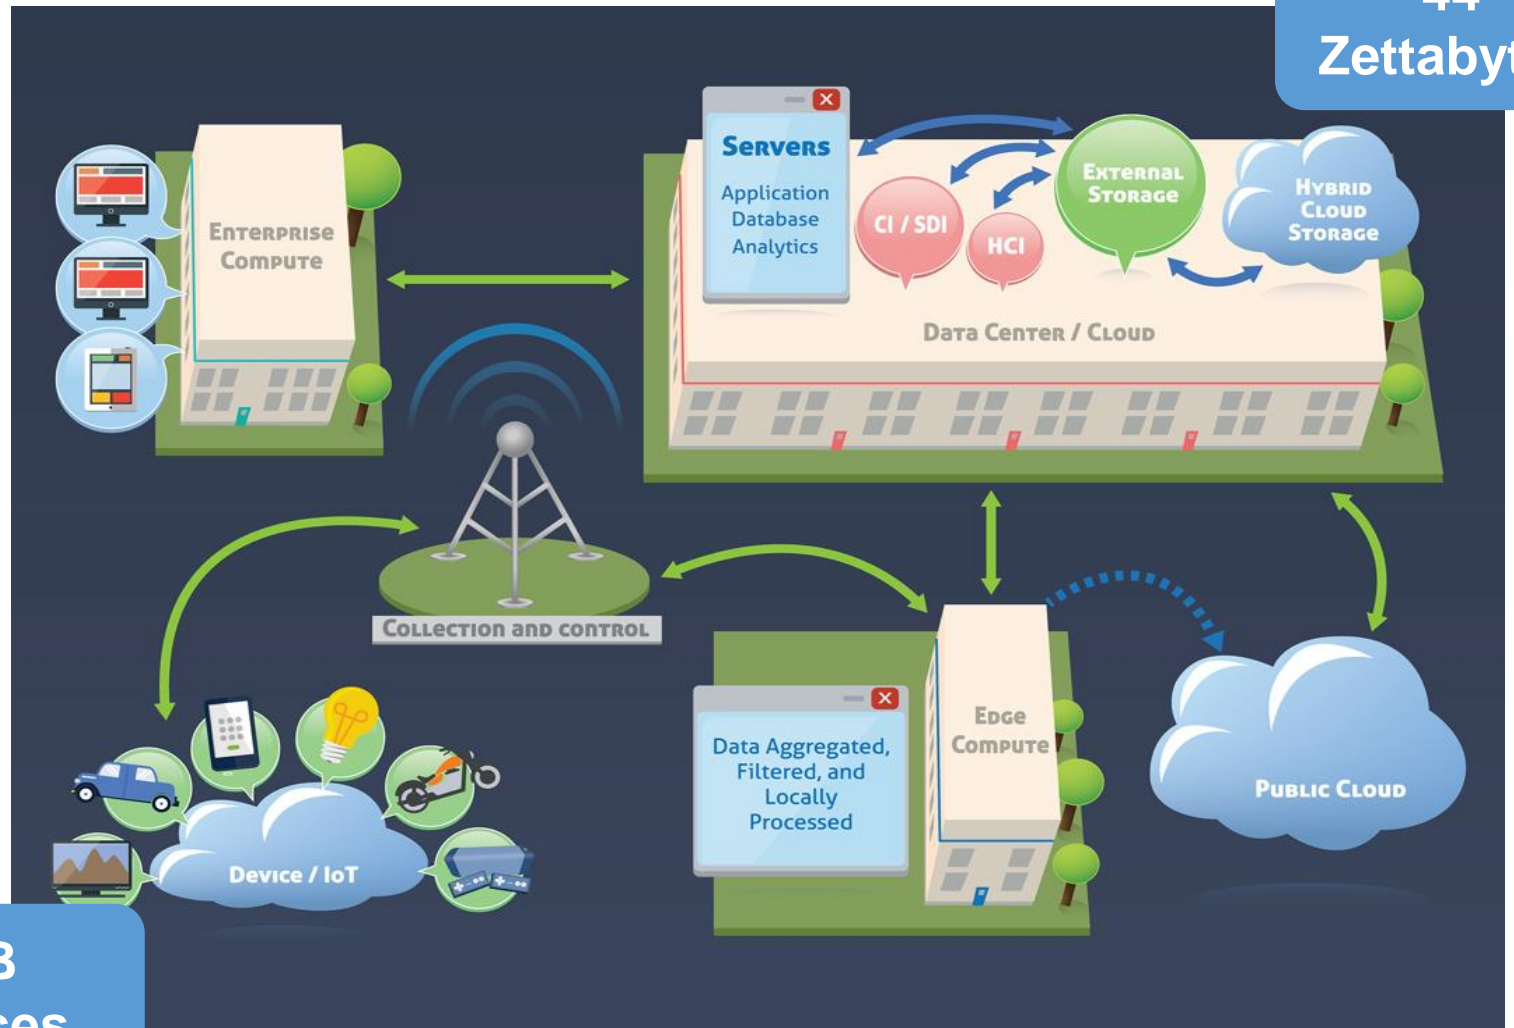 44
Servers
Application
Database
Analytics
CI / SDI
HCI
External
Storage
Hybrid
Cloud
Storage
Enterprise
Compute
Data Center / Cloud
Collection and control
Edge
Compute
Data Aggregated,
Filtered, and
Locally
Processed
Public Cloud
Device / IoT